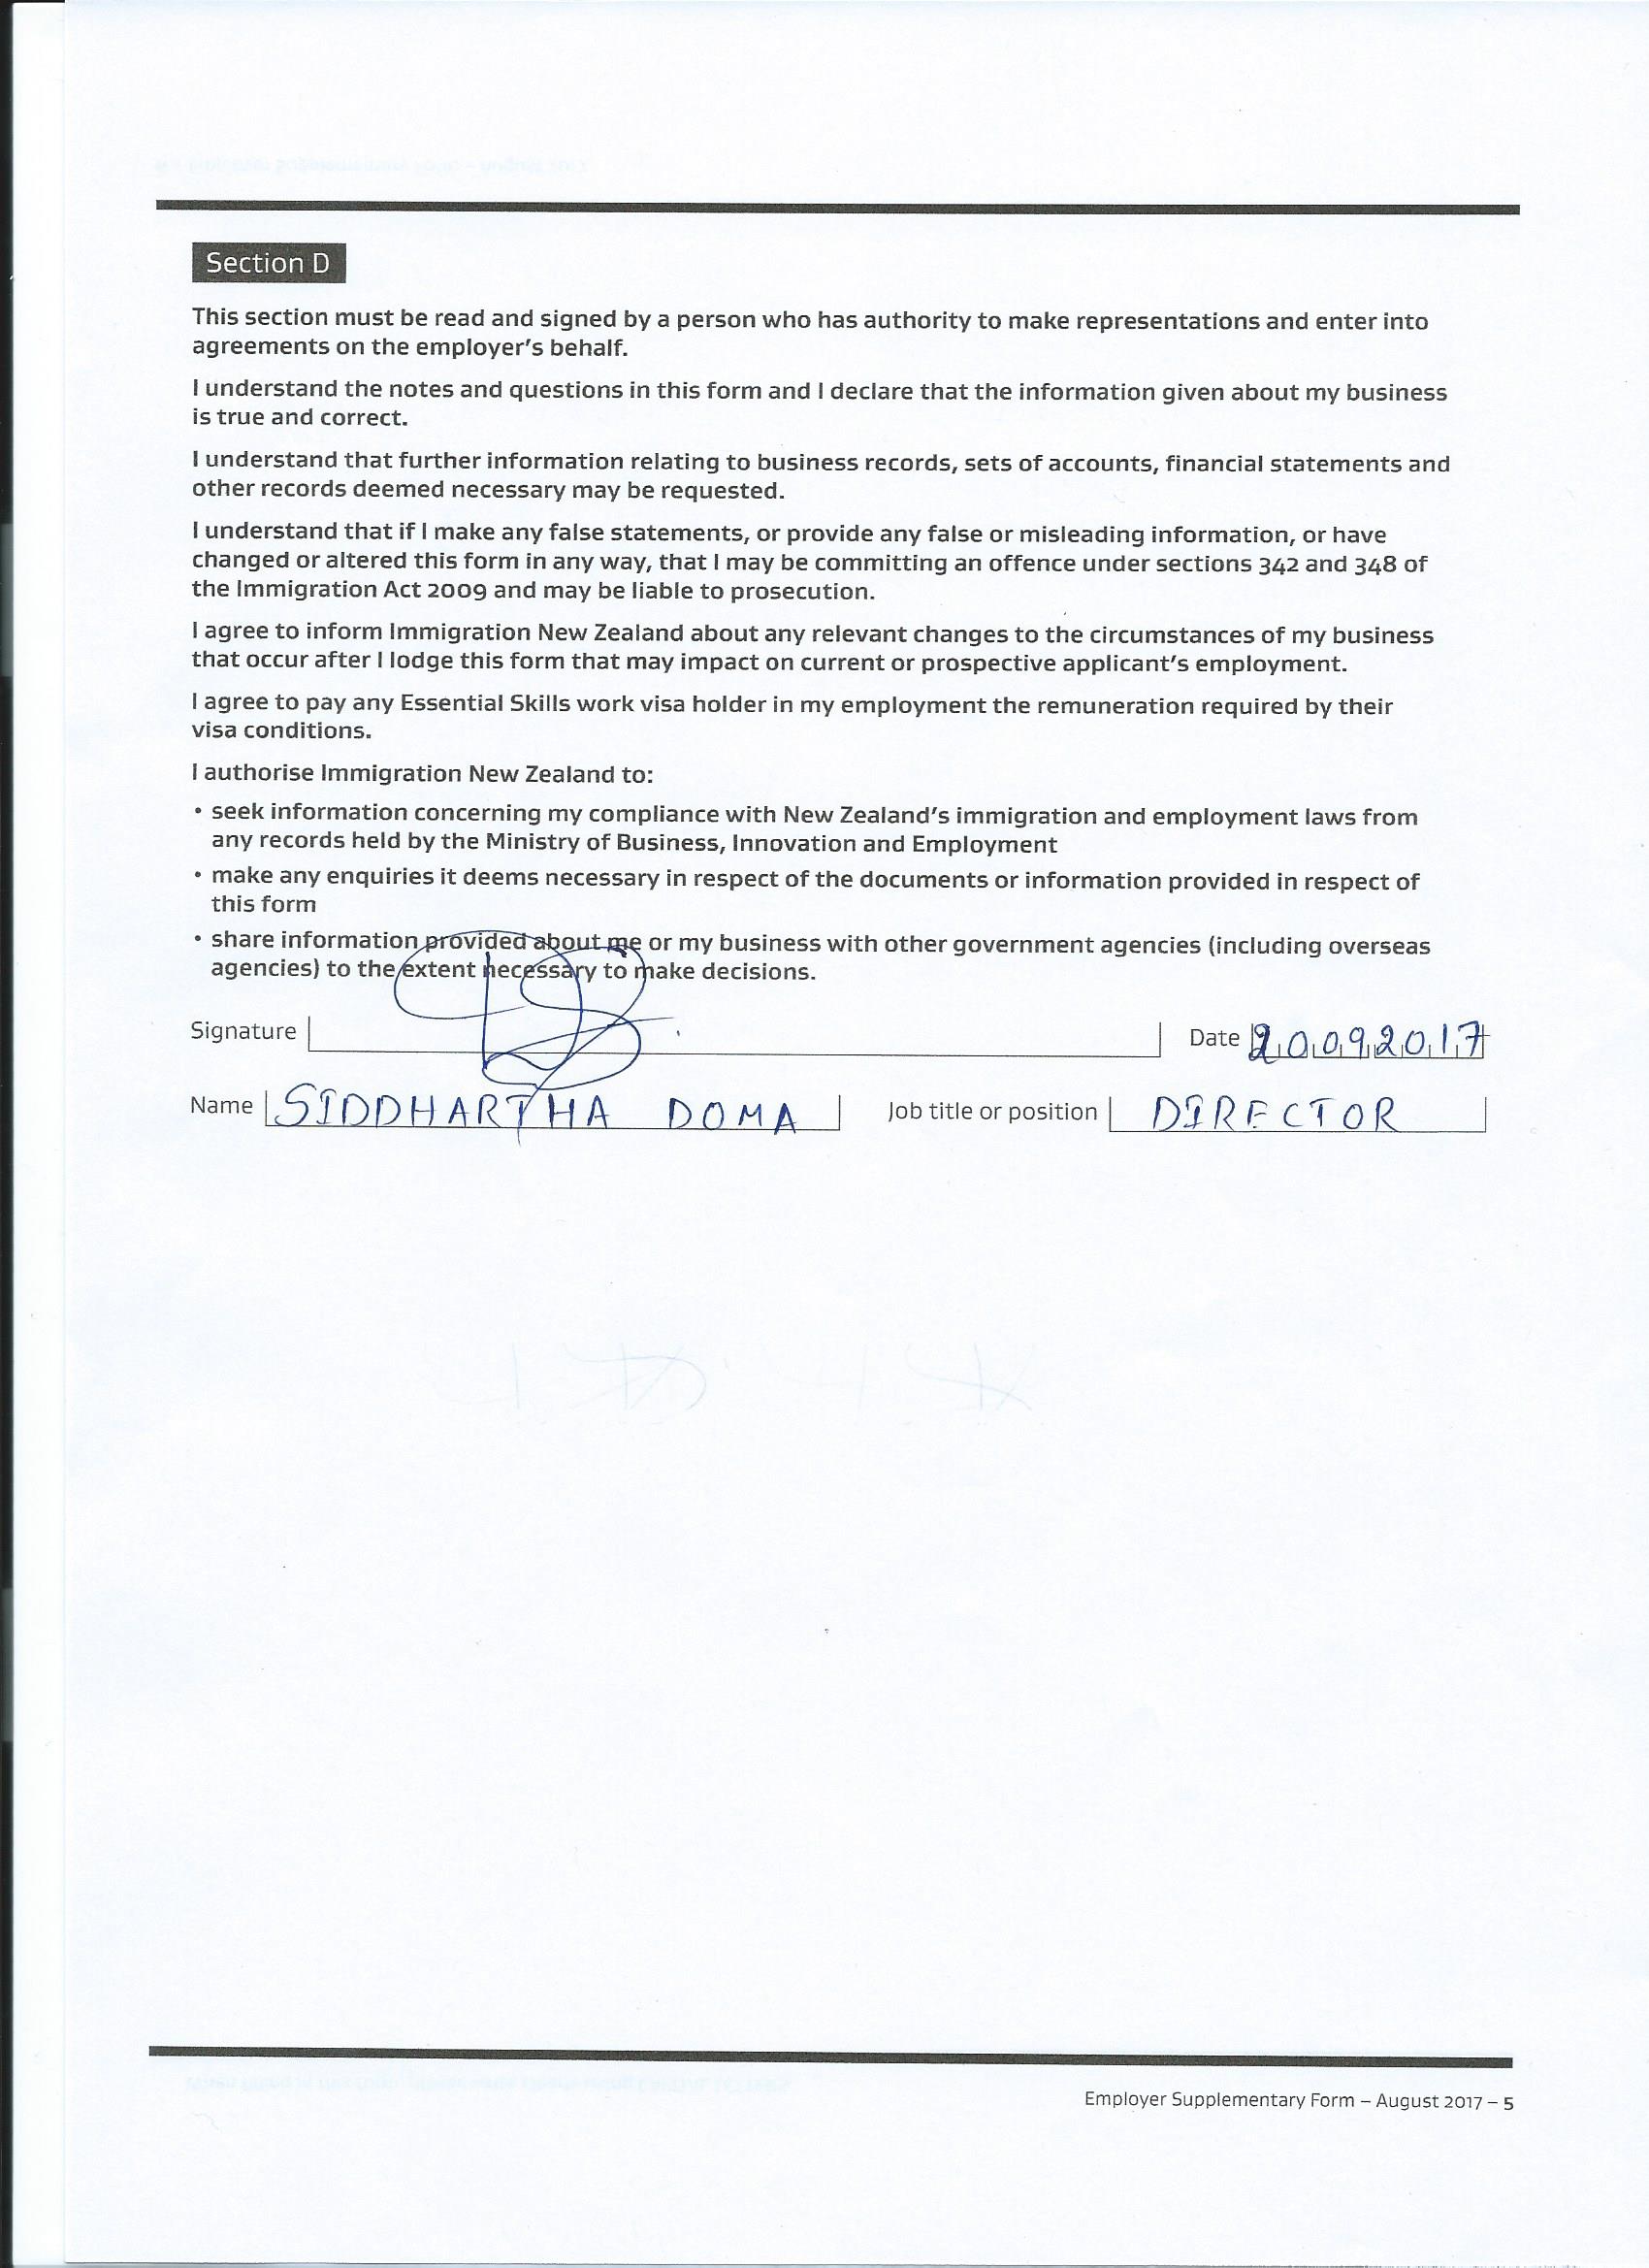 Section D
This section must be read and signed by a person who has authority to make representations and enter into
agreements on the employer's behalf.
I understand the notes and questions in this form and I declare that the information given about my business
is true and correct.
I understand that further information relating to business records, sets of accounts, financial statements and
other records deemed necessary may be requested.
I understand that if I make any false statements, or provide any false or misleading information, or have
changed or altered this form in any way, that I may be committing an offence under sections 342 and 348 of
the Immigration Act 2009 and may be liable to prosecution.
I agree to inform Immigration New Zealand about any relevant changes to the circumstances of my business
that occur after I lodge this form that may impact on current or prospective applicant's employment.
I agree to pay any Essential Skills work visa holder in my employment the remuneration required by their
visa conditions.
I authorise Immigration New Zealand to:
• seek information concerning my compliance with New Zealand's immigration and employment laws from
any records held by the Ministry of Business, Innovation and Employment
• make any enquiries it deems necessary in respect of the documents or information provided in respect of
this form
• share information provided about me or my business with other government agencies (including overseas
agencies) to the extent necessary to make decisions.
Signature Date 20092017
Name SIDDHARTHA DOMA Job title or position DIRECTOR
Employer Supplementary Form – August 2017 – 5